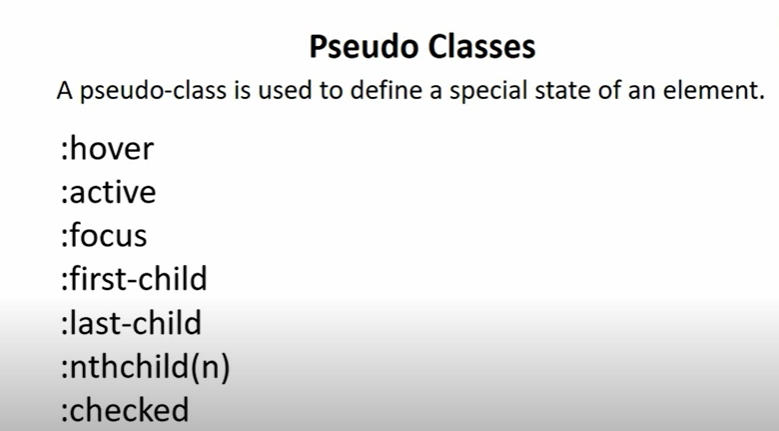 Pseudo Classes
A pseudo-class is used to define a special state of an element.
:hover
:active
:focus
:first-child
:last-child
:nthchild(n)
:checked